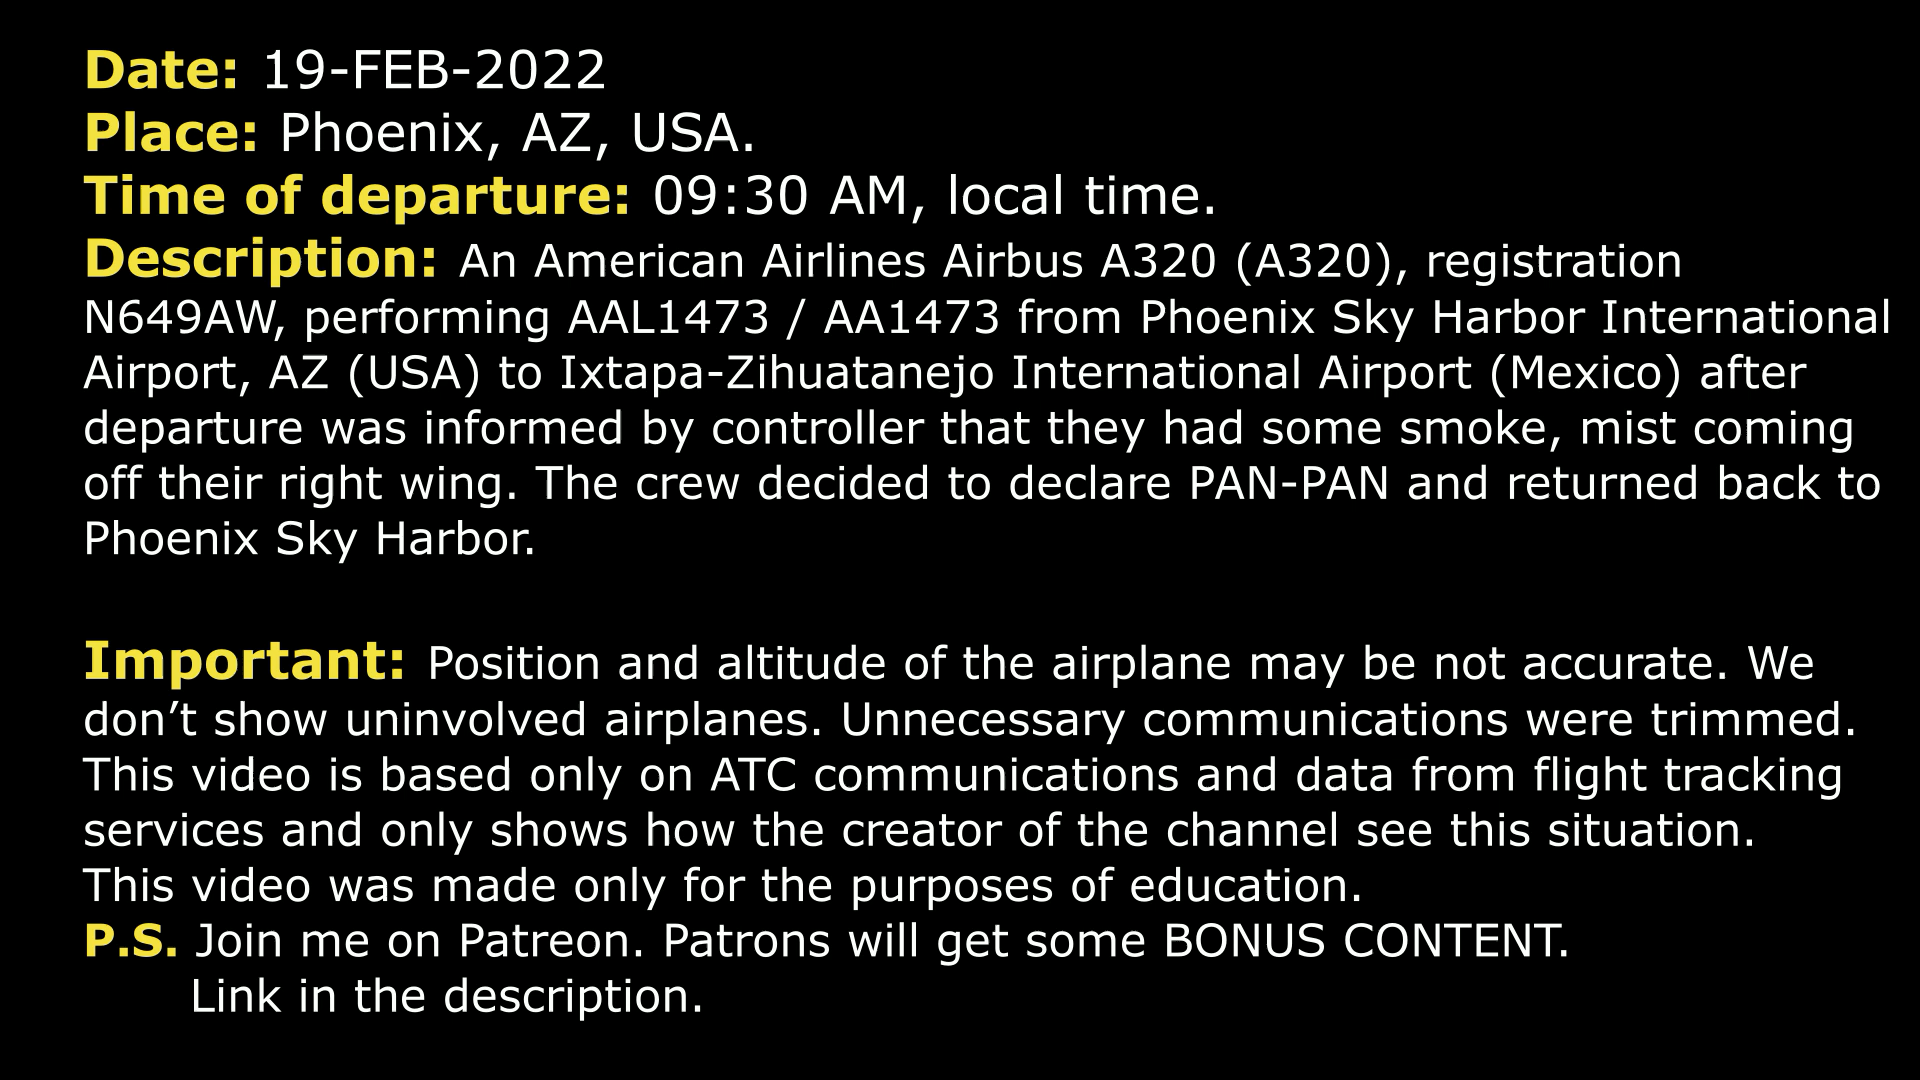 Date: 19-FEB-2022
Place: Phoenix, AZ, USA.
Time of departure: 09:30 AM, local time.
Description: An American Airlines Airbus A320 (A320), registration
N649AW, performing AAL1473 / AA1473 from Phoenix Sky Harbor International
Airport, AZ (USA) to Ixtapa-Zihuatanejo International Airport (Mexico) after
departure was informed by controller that they had some smoke, mist coming
off their right wing. The crew decided to declare PAN-PAN and returned back to
Phoenix Sky Harbor.
Important: Position and altitude of the airplane may be not accurate. We
don’t show uninvolved airplanes. Unnecessary communications were trimmed.
This video is based only on ATC communications and data from flight tracking
services and only shows how the creator of the channel see this situation.
This video was made only for the purposes of education.
P.S. Join me on Patreon. Patrons will get some BONUS CONTENT.
Link in the description.